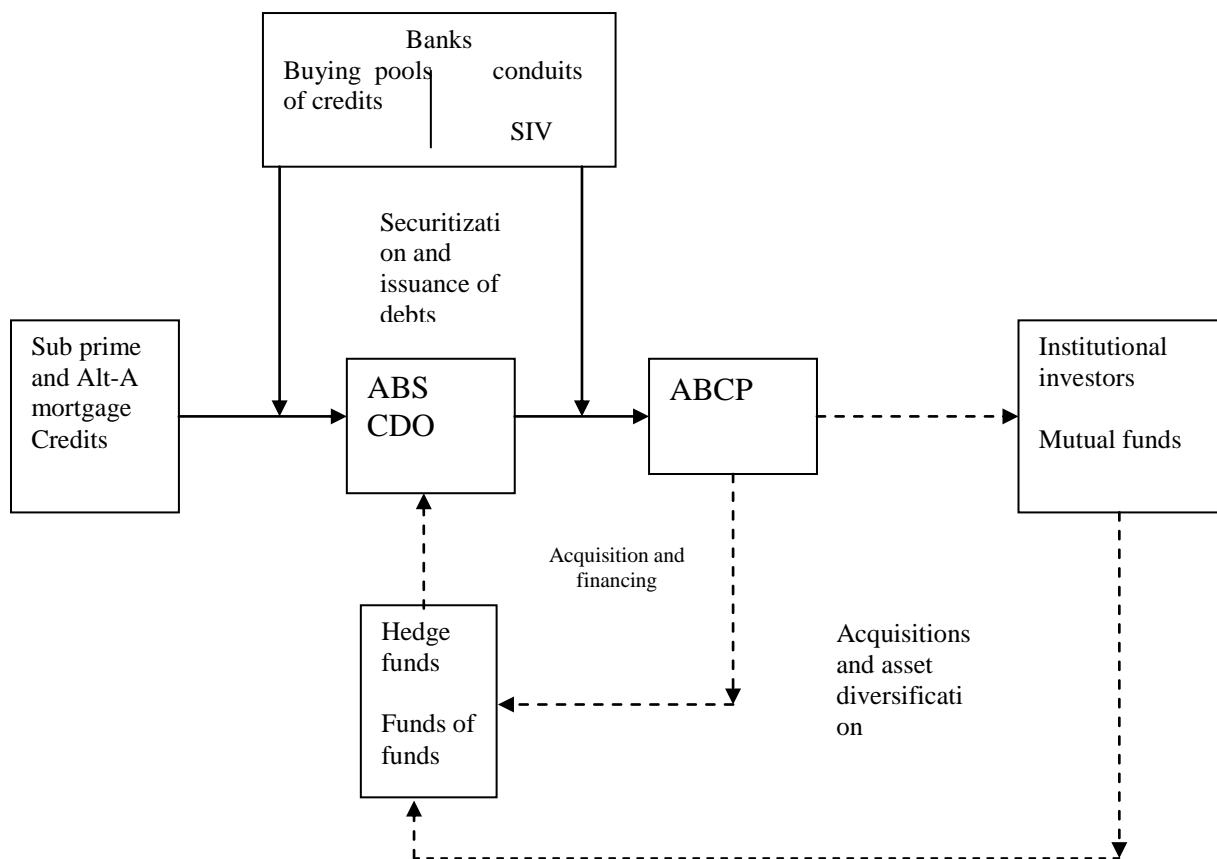 Banks
Buying pools conduits
of credits
SIV
Securitizati
on and
issuance of
debts
Sub prime
and Alt-A
mortgage
Credits
ABS
CDO
ABCP
Institutional
investors
Mutual funds
Acquisition and
financing
Hedge
funds
Funds of
funds
Acquisitions
and asset
diversificati
on